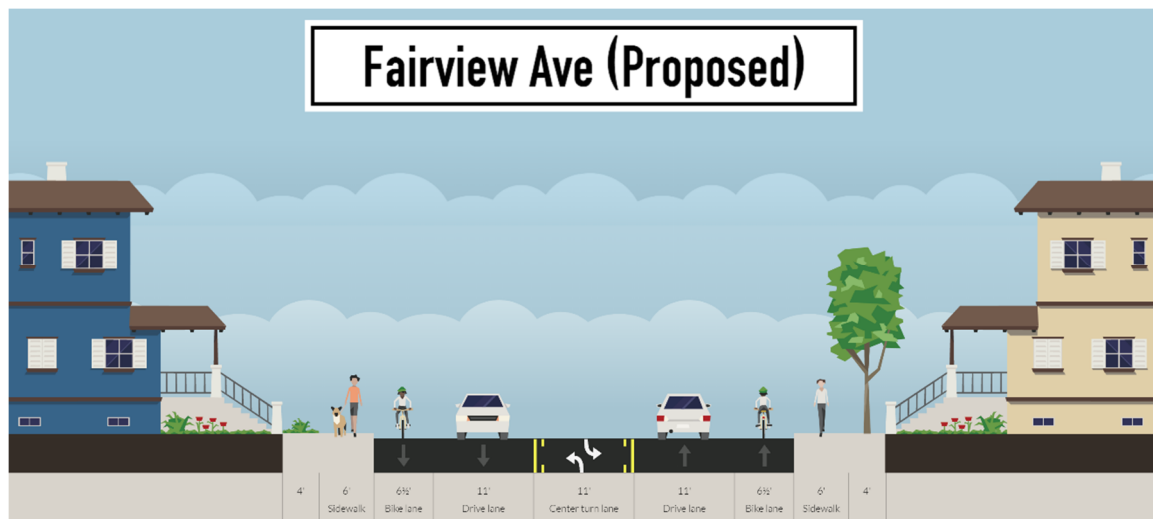 Fairview Ave (Proposed)
4' 6' 6½' 11' 11' 11' 6½' 6' 4'
Sidewalk Bike lane Drive lane Center turn lane Drive lane Bike lane Sidewalk